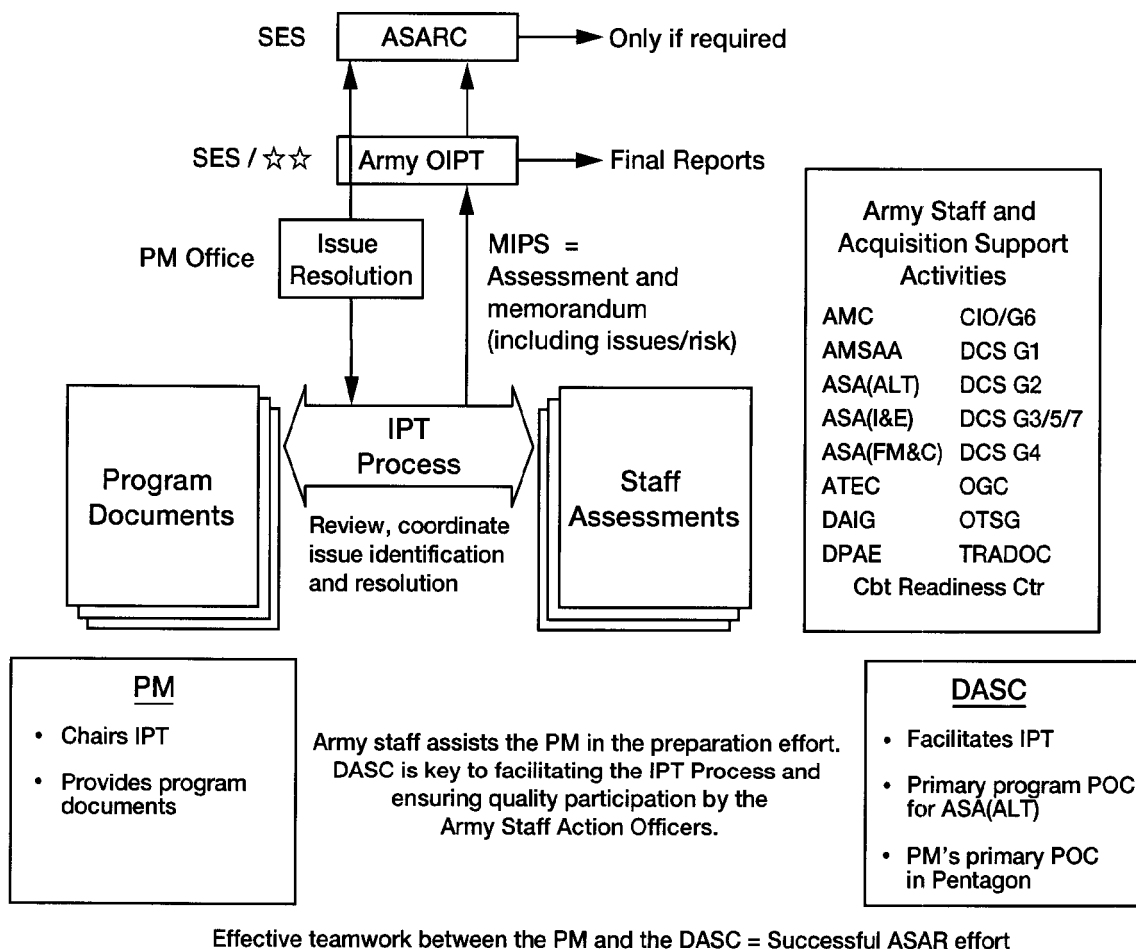 SES
ASARC
Only if required
SES / ☆☆
Army OIPT
Final Reports
PM Office
Issue
Resolution
MIPS =
Assessment and
memorandum
(including issues/risk)
Program
Documents
IPT
Process
Review, coordinate
issue identification
and resolution
Staff
Assessments
Army Staff and
Acquisition Support
Activities
AMC CIO/G6
AMSAA DCS G1
ASA(ALT) DCS G2
ASA(I&E) DCS G3/5/7
ASA(FM&C) DCS G4
ATEC OGC
DAIG OTSG
DPAE TRADOC
Cbt Readiness Ctr
PM
• Chairs IPT
• Provides program
documents
Army staff assists the PM in the preparation effort.
DASC is key to facilitating the IPT Process and
ensuring quality participation by the
Army Staff Action Officers.
DASC
• Facilitates IPT
• Primary program POC
for ASA(ALT)
• PM's primary POC
in Pentagon
Effective teamwork between the PM and the DASC = Successful ASAR effort